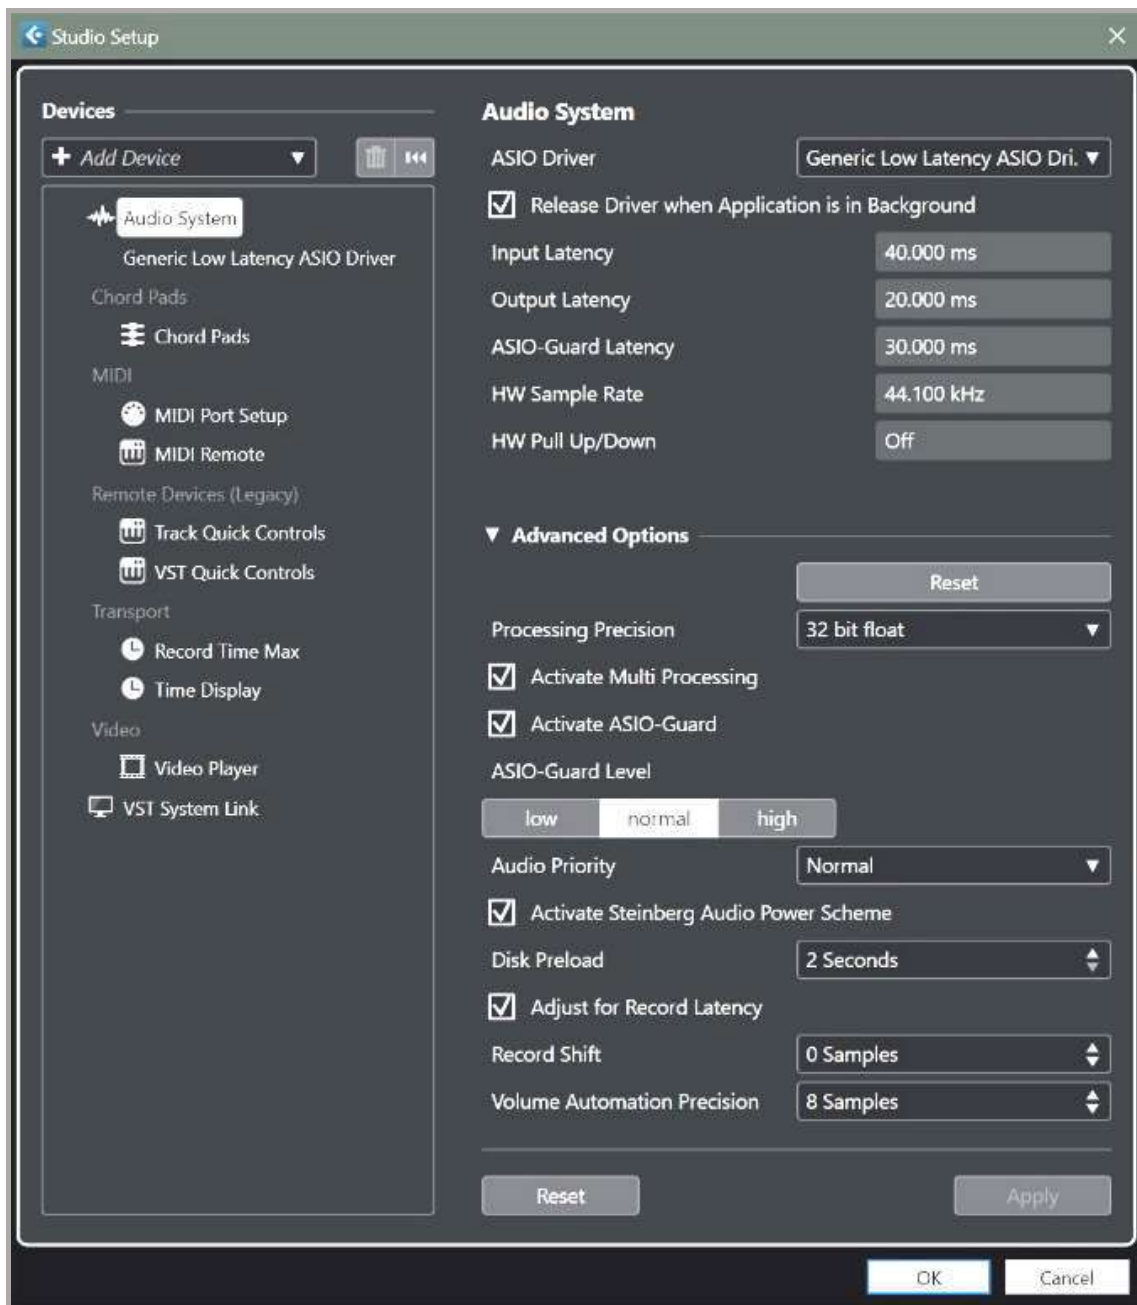 Studio Setup
Devices
Add Device
Audio System
Generic Low Latency ASIO Driver
Chord Pads
Chord Pads
MIDI
MIDI Port Setup
MIDI Remote
Remote Devices (Legacy)
Track Quick Controls
VST Quick Controls
Transport
Record Time Max
Time Display
Video
Video Player
VST System Link
Audio System
ASIO Driver Generic Low Latency ASIO Dri.
Release Driver when Application is in Background
Input Latency 40.000 ms
Output Latency 20.000 ms
ASIO-Guard Latency 30.000 ms
HW Sample Rate 44.100 kHz
HW Pull Up/Down Off
Advanced Options
Reset
Processing Precision 32 bit float
Activate Multi Processing
Activate ASIO-Guard
ASIO-Guard Level
low normal high
Audio Priority Normal
Activate Steinberg Audio Power Scheme
Disk Preload 2 Seconds
Adjust for Record Latency
Record Shift 0 Samples
Volume Automation Precision 8 Samples
Reset Apply
OK Cancel